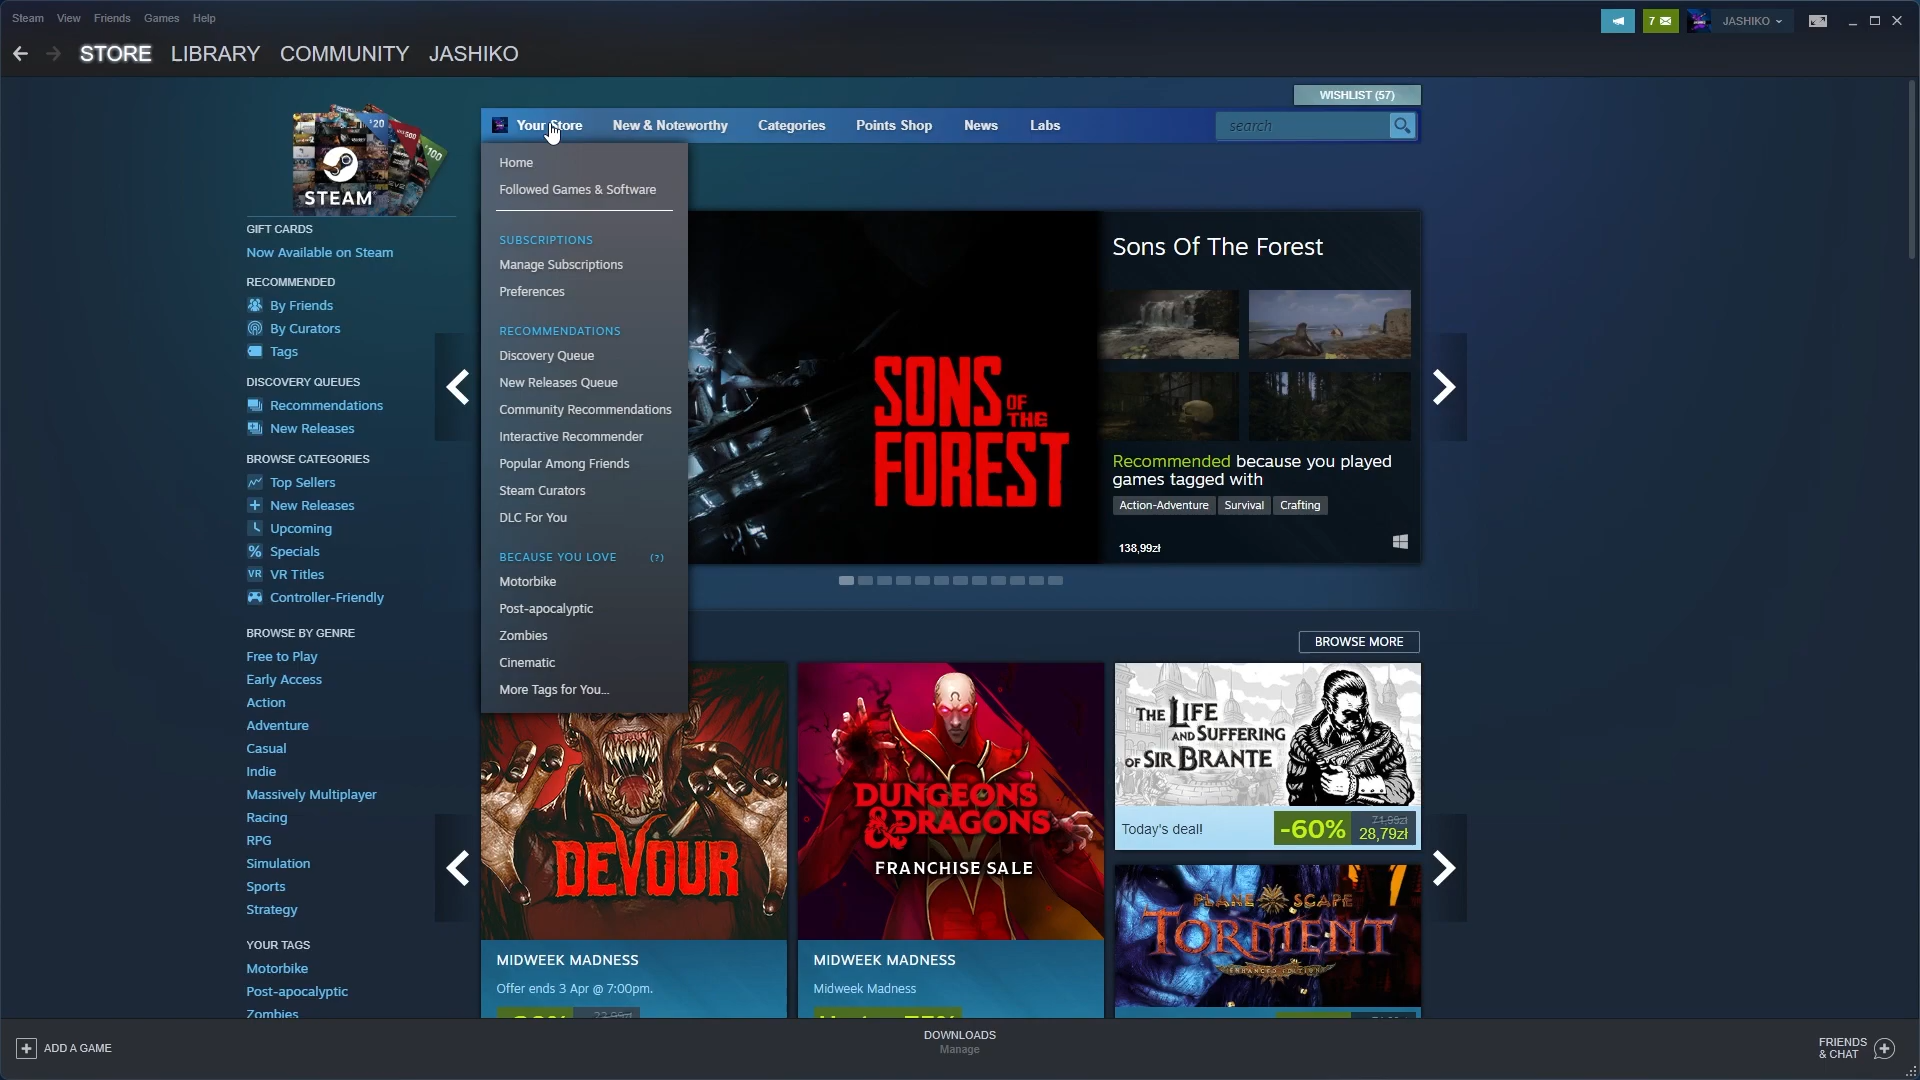 Steam View Friends Games Help
7
JASHIKO
STORE LIBRARY COMMUNITY JASHIKO
WISHLIST (57)
Your Store New & Noteworthy Categories Points Shop News Labs
search
$20
$100
STEAM
GIFT CARDS
Now Available on Steam
RECOMMENDED
By Friends
By Curators
Tags
DISCOVERY QUEUES
Recommendations
New Releases
BROWSE CATEGORIES
Top Sellers
New Releases
Upcoming
% Specials
VR VR Titles
Controller-Friendly
BROWSE BY GENRE
Free to Play
Early Access
Action
Adventure
Casual
Indie
Massively Multiplayer
Racing
RPG
Simulation
Sports
Strategy
YOUR TAGS
Motorbike
Post-apocalyptic
Zombies
Home
Followed Games & Software
SUBSCRIPTIONS
Manage Subscriptions
Preferences
RECOMMENDATIONS
Discovery Queue
New Releases Queue
Community Recommendations
Interactive Recommender
Popular Among Friends
Steam Curators
DLC For You
BECAUSE YOU LOVE (?)
Motorbike
Post-apocalyptic
Zombies
Cinematic
More Tags for You...
SONS
OF
THE
FOREST
Sons Of The Forest
Recommended because you played
games tagged with
Action-Adventure Survival Crafting
138,99zł
BROWSE MORE
DEVOUR
MIDWEEK MADNESS
Offer ends 3 Apr @ 7:00pm.
DUNGEONS
& DRAGONS
FRANCHISE SALE
MIDWEEK MADNESS
Midweek Madness
THE LIFE
AND SUFFERING
OF SIR BRANTE
Today's deal!
-60%
71,99zł
28,79zł
PLANESCAPE
TORMENT
ENHANCED EDITION
ADD A GAME
DOWNLOADS
Manage
FRIENDS
& CHAT